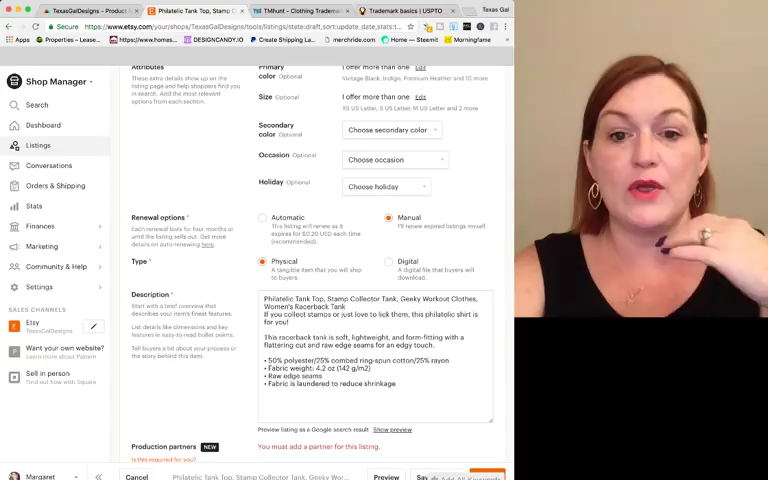 TexasGalDesigns - Product
Philatelic Tank Top, Stamp C
TMhunt - Clothing Trademark
Trademark basics | USPTO
Texas Gal
Secure
https://www.etsy.com/your/shops/TexasGalDesigns/tools/listings/state:draft,sort:update_date,stats:t
Apps
Properties – Lease
https://www.homes
DESIGNCANDY.IO
Create Shipping La
merchride.com
Home — Steemit
Morningfame
Shop Manager
Search
Dashboard
Listings
Conversations
Orders & Shipping
Stats
Finances
Marketing
Community & Help
Settings
SALES CHANNELS
Etsy
TexasGalDesigns
Want your own website?
Learn more about Pattern
Sell in person
Find out how with Square
Margaret
Attributes
These extra details show up on the
listing page and help shoppers find you
in search. Add the most relevant
options from each section.
Primary
color Optional
I offer more than one Edit
Vintage Black, Indigo, Premium Heather and 10 more
Size Optional
I offer more than one Edit
XS US Letter, S US Letter, M US Letter and 2 more
Secondary
color Optional
Choose secondary color
Occasion Optional
Choose occasion
Holiday Optional
Choose holiday
Renewal options *
Each renewal lasts for four months or
until the listing sells out. Get more
details on auto-renewing here.
Automatic
This listing will renew as it
expires for $0.20 USD each time
(recommended).
Manual
I'll renew expired listings myself
Type *
Physical
A tangible item that you will ship
to buyers.
Digital
A digital file that buyers will
download.
Description *
Start with a brief overview that
describes your item's finest features.
List details like dimensions and key
features in easy-to-read bullet points.
Tell buyers a bit about your process or
the story behind this item.
Philatelic Tank Top, Stamp Collector Tank, Geeky Workout Clothes,
Women's Racerback Tank
If you collect stamps or just love to lick them, this philatelic shirt is
for you!
This racerback tank is soft, lightweight, and form-fitting with a
flattering cut and raw edge seams for an edgy touch.
• 50% polyester/25% combed ring-spun cotton/25% rayon
• Fabric weight: 4.2 oz (142 g/m2)
• Raw edge seams
• Fabric is laundered to reduce shrinkage
Preview listing as a Google search result Show preview
Production partners NEW
Is this required for you?
You must add a partner for this listing.
Cancel
Philatelic Tank Top, Stamp Collector Tank, Geeky Wor...
Preview
Add All Keywords